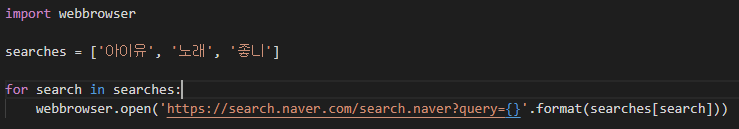 import webbrowser
searches = ['아이유', '노래', '좋니']
for search in searches:
    webbrowser.open('https://search.naver.com/search.naver?query={}'.format(searches[search]))